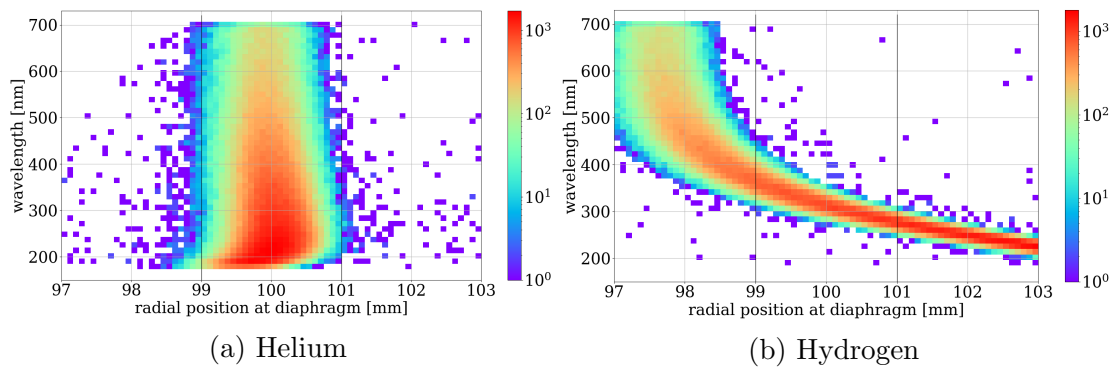 700
600
500
400
300
200
wavelength [nm]
97 98 99 100 101 102 103
radial position at diaphragm [mm]
10³
10²
10¹
10⁰
(a) Helium
700
600
500
400
300
200
wavelength [nm]
97 98 99 100 101 102 103
radial position at diaphragm [mm]
10³
10²
10¹
10⁰
(b) Hydrogen